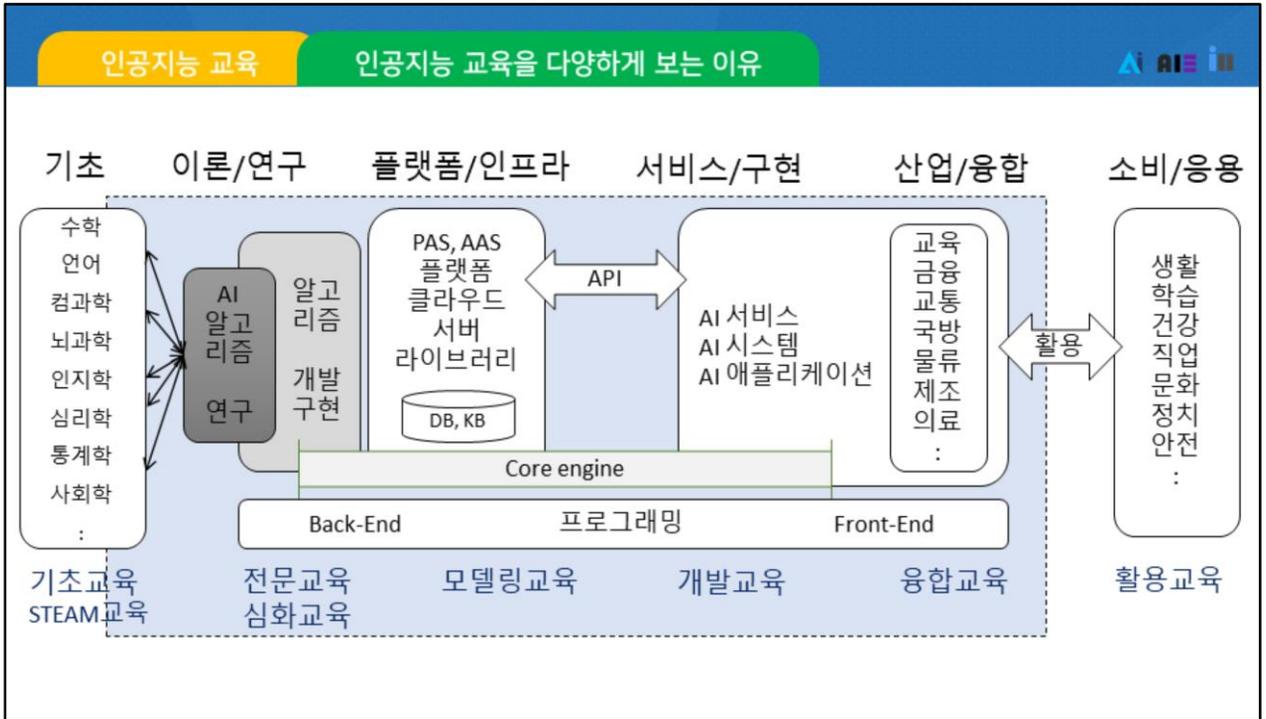 인공지능 교육
인공지능 교육을 다양하게 보는 이유
Ai AIE
기초
이론/연구
플랫폼/인프라
서비스/구현
산업/융합
소비/응용
수학
언어
컴과학
뇌과학
인지학
심리학
통계학
사회학
:
AI
알고
리즘
연구
알고
리즘
개발
구현
PAS, AAS
플랫폼
클라우드
서버
라이브러리
DB, KB
API
AI 서비스
AI 시스템
AI 애플리케이션
교육
금융
교통
국방
물류
제조
의료
:
활용
생활
학습
건강
직업
문화
정치
안전
:
Core engine
Back-End
프로그래밍
Front-End
기초교육
STEAM교육
전문교육
심화교육
모델링교육
개발교육
융합교육
활용교육